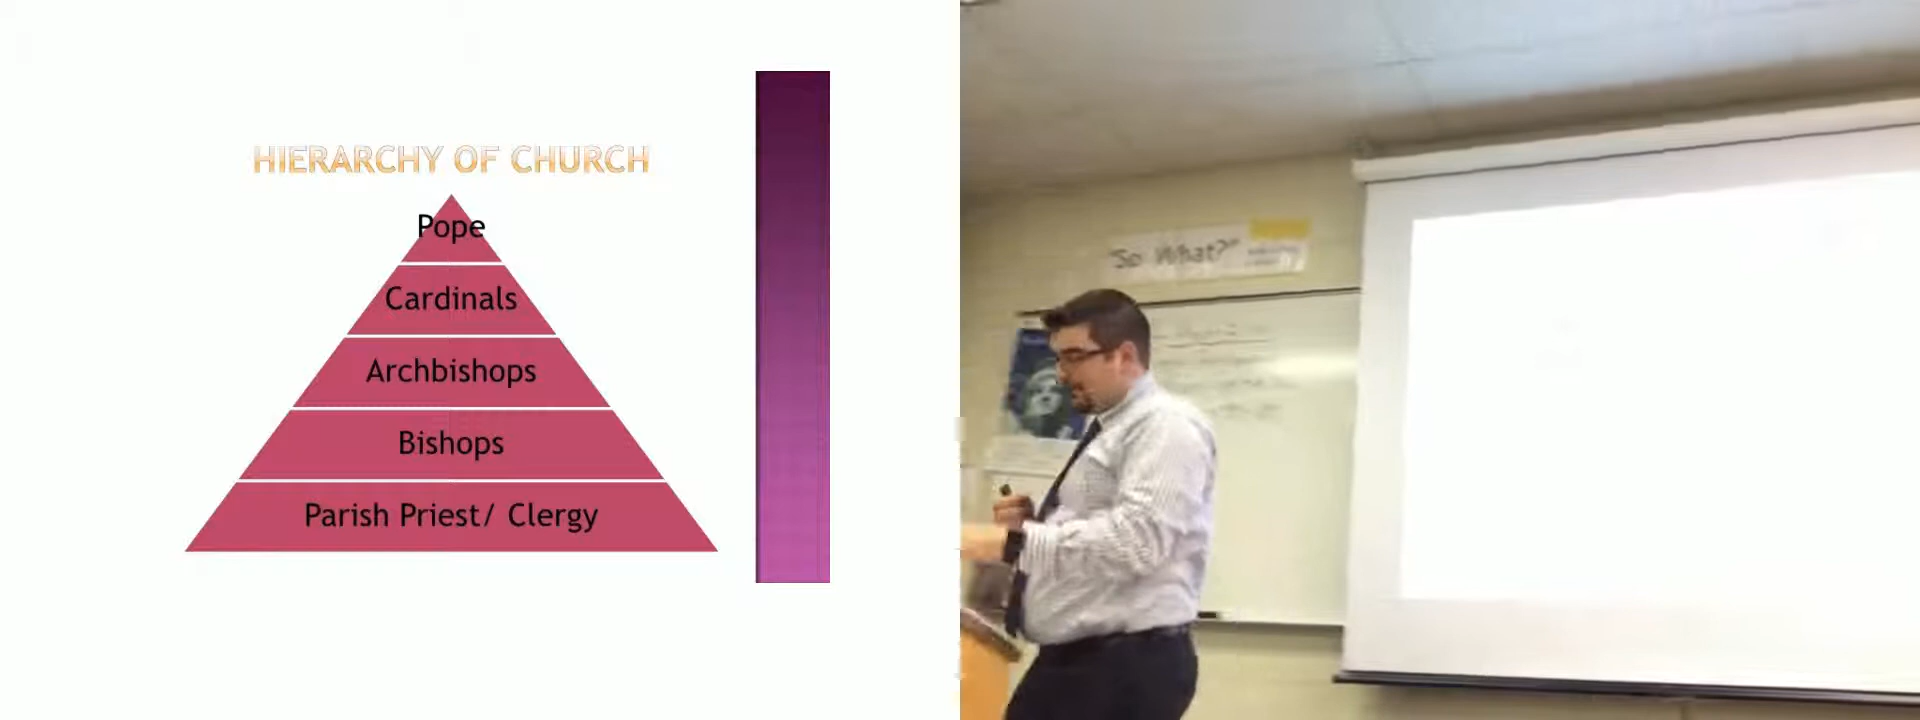 HIERARCHY OF CHURCH
Pope
Cardinals
Archbishops
Bishops
Parish Priest/ Clergy
"So What?"